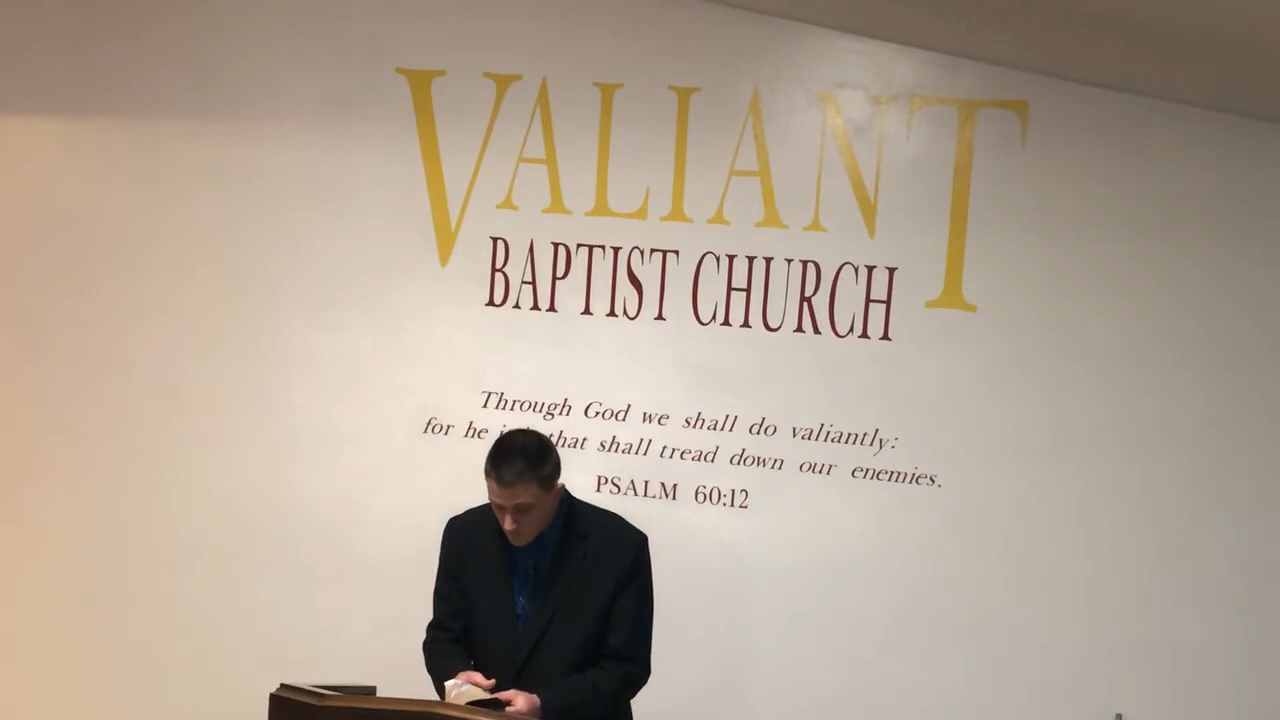 VALIANT
BAPTIST CHURCH
Through God we shall do valiantly:
for he that shall tread down our enemies.
PSALM 60:12